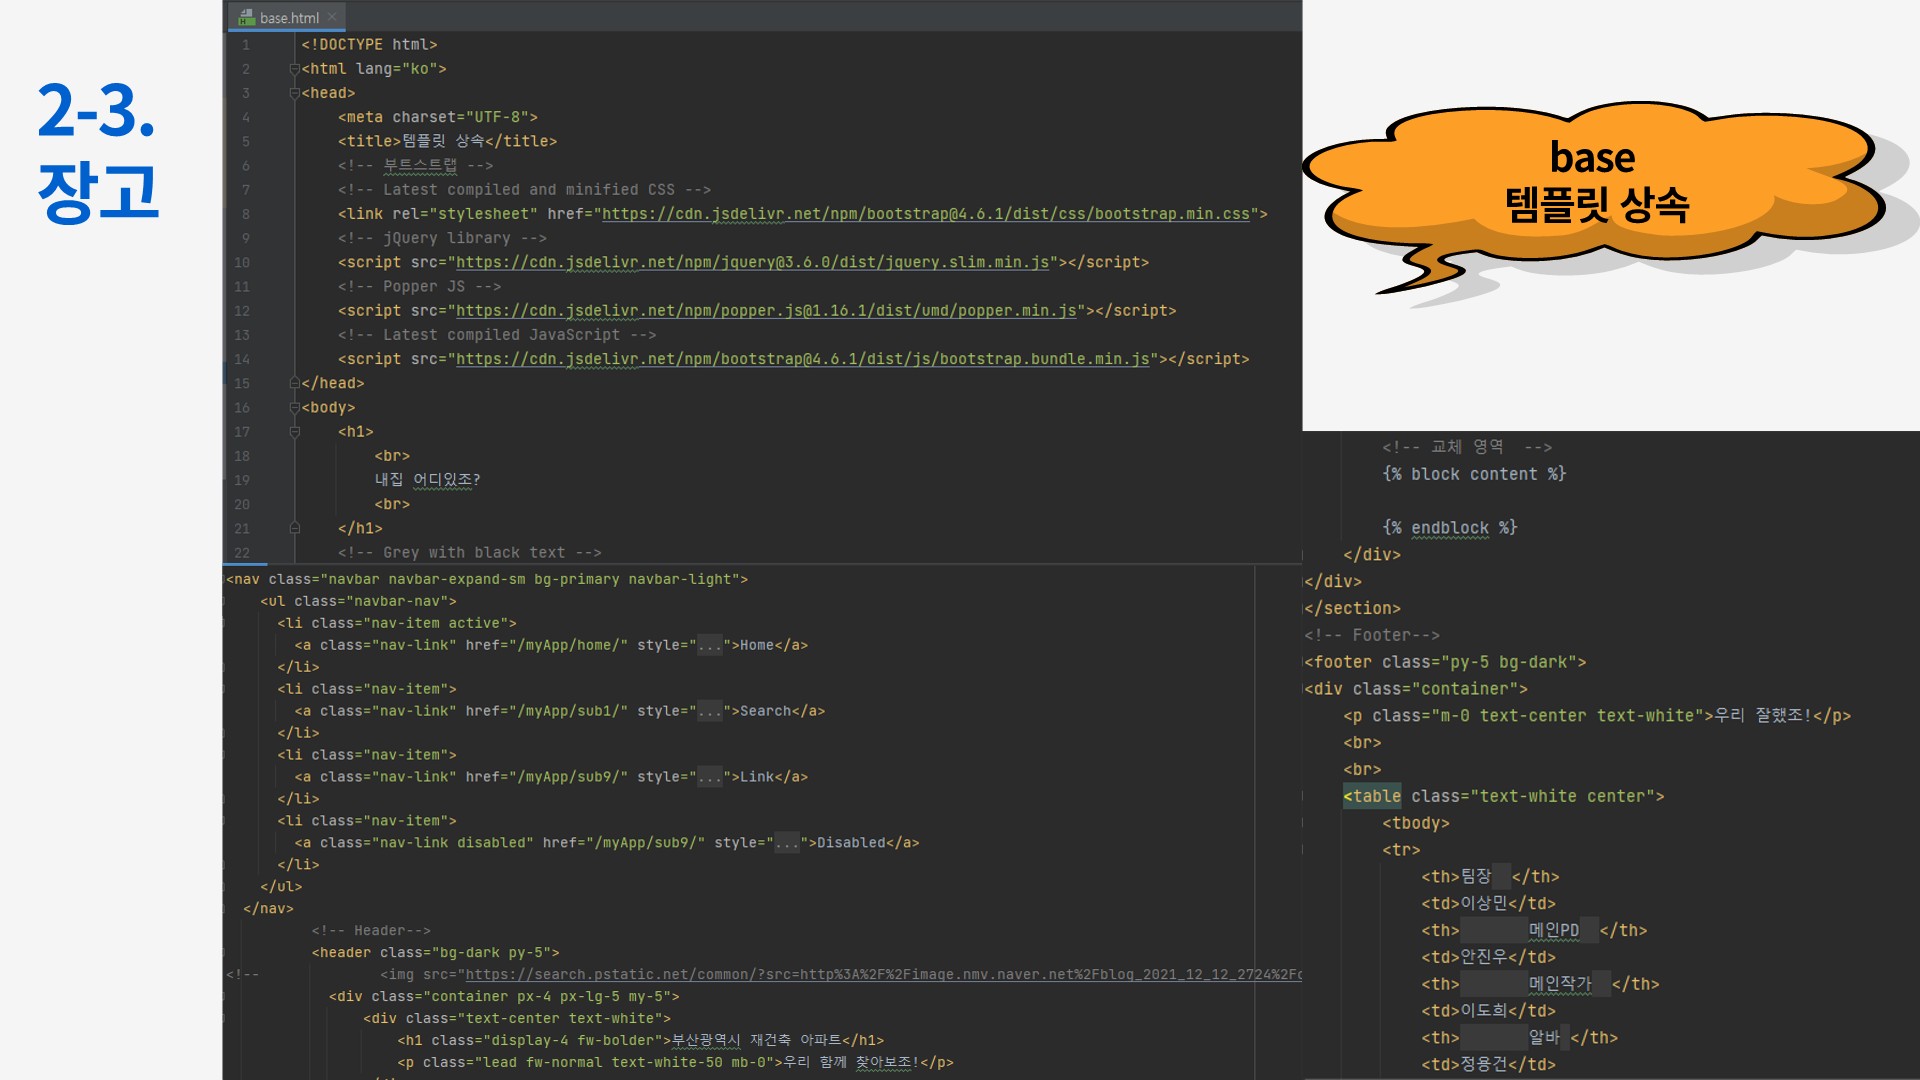 2-3.
장고
base.html
1 <!DOCTYPE html>
2 <html lang="ko">
3 <head>
4 <meta charset="UTF-8">
5 <title>템플릿 상속</title>
6 <!-- 부트스트랩 -->
7 <!-- Latest compiled and minified CSS -->
8 <link rel="stylesheet" href="https://cdn.jsdelivr.net/npm/bootstrap@4.6.1/dist/css/bootstrap.min.css">
9 <!-- jQuery library -->
10 <script src="https://cdn.jsdelivr.net/npm/jquery@3.6.0/dist/jquery.slim.min.js"></script>
11 <!-- Popper JS -->
12 <script src="https://cdn.jsdelivr.net/npm/popper.js@1.16.1/dist/umd/popper.min.js"></script>
13 <!-- Latest compiled JavaScript -->
14 <script src="https://cdn.jsdelivr.net/npm/bootstrap@4.6.1/dist/js/bootstrap.bundle.min.js"></script>
15 </head>
16 <body>
17 <h1>
18 <br>
19 내집 어디있조?
20 <br>
21 </h1>
22 <!-- Grey with black text -->
<nav class="navbar navbar-expand-sm bg-primary navbar-light">
<ul class="navbar-nav">
<li class="nav-item active">
<a class="nav-link" href="/myApp/home/" style="...">Home</a>
</li>
<li class="nav-item">
<a class="nav-link" href="/myApp/sub1/" style="...">Search</a>
</li>
<li class="nav-item">
<a class="nav-link" href="/myApp/sub9/" style="...">Link</a>
</li>
<li class="nav-item">
<a class="nav-link disabled" href="/myApp/sub9/" style="...">Disabled</a>
</li>
</ul>
</nav>
<!-- Header-->
<header class="bg-dark py-5">
<!-- <img src="https://search.pstatic.net/common/?src=http%3A%2F%2Fimage.nmv.naver.net%2Fblog_2021_12_12_2724%2F
<div class="container px-4 px-lg-5 my-5">
<div class="text-center text-white">
<h1 class="display-4 fw-bolder">부산광역시 재건축 아파트</h1>
<p class="lead fw-normal text-white-50 mb-0">우리 함께 찾아보조!</p>
base
템플릿 상속
<!-- 교체 영역 -->
{% block content %}
{% endblock %}
</div>
</div>
</section>
<!-- Footer-->
<footer class="py-5 bg-dark">
<div class="container">
<p class="m-0 text-center text-white">우리 잘했조!</p>
<br>
<br>
<table class="text-white center">
<tbody>
<tr>
<th>팀장 </th>
<td>이상민</td>
<th> 메인PD </th>
<td>안진우</td>
<th> 메인작가 </th>
<td>이도희</td>
<th> 알바 </th>
<td>정용건</td>